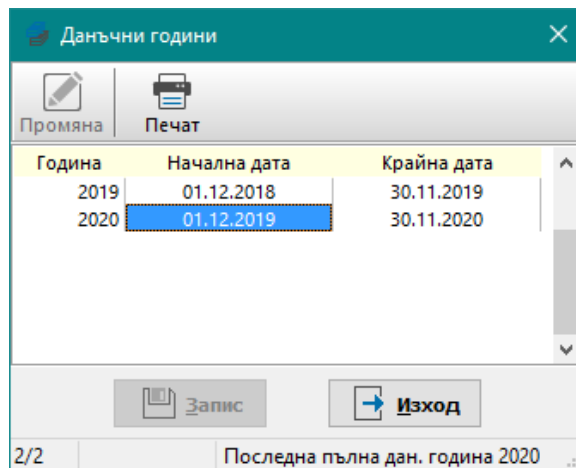 Данъчни години
Промяна Печат
Година Начална дата Крайна дата
2019 01.12.2018 30.11.2019
2020 01.12.2019 30.11.2020
Запис Изход
2/2 Последна пълна дан. година 2020